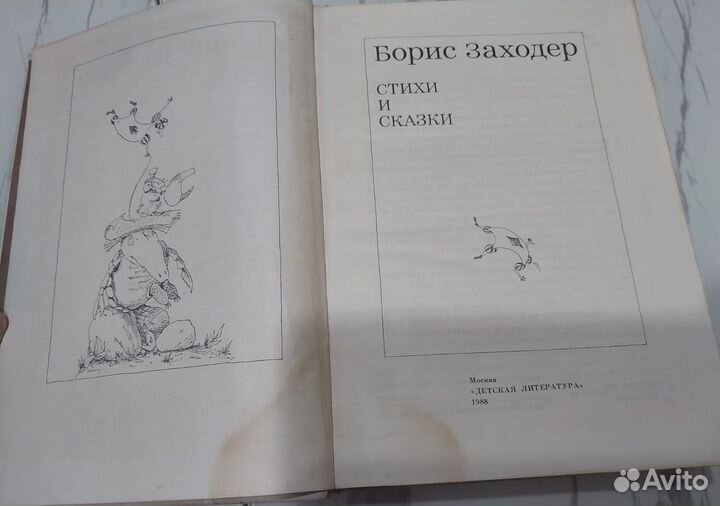 Борис Заходер
СТИХИ
И
СКАЗКИ
Москва
«ДЕТСКАЯ ЛИТЕРАТУРА»
1988
Avito